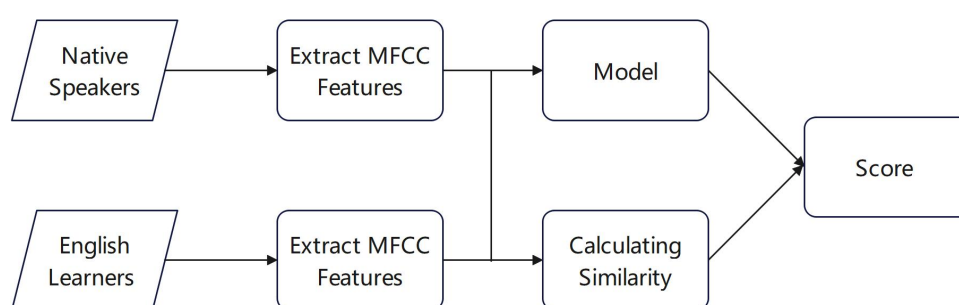 Native
Speakers
Extract MFCC
Features
Model
Score
English
Learners
Extract MFCC
Features
Calculating
Similarity